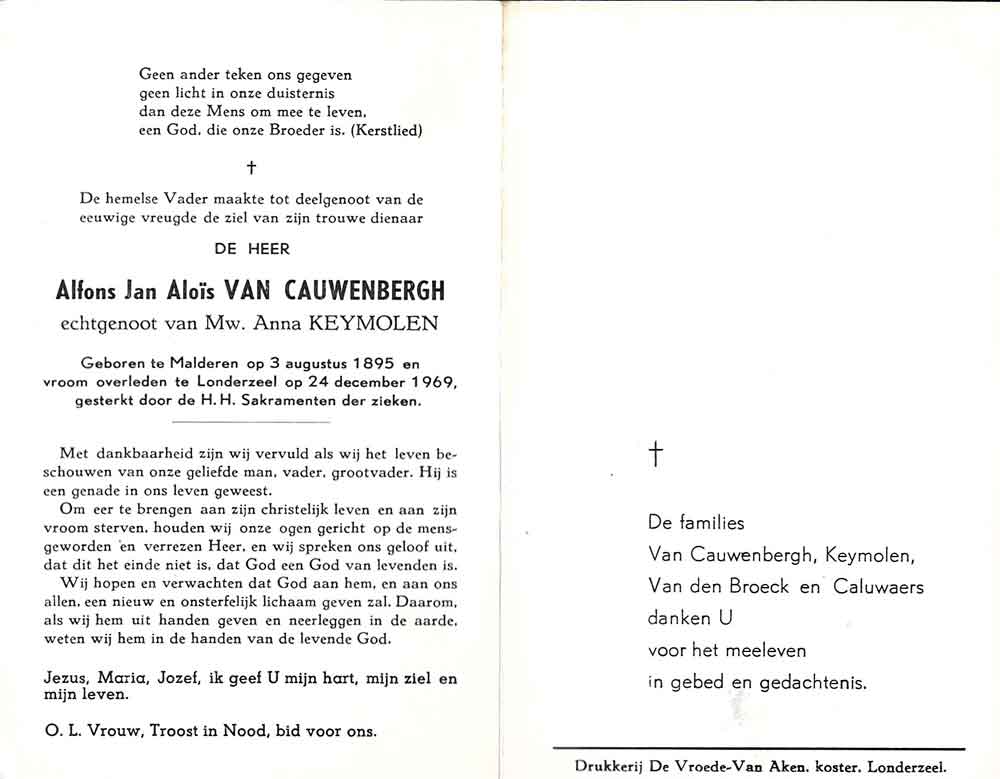 Geen ander teken ons gegeven
geen licht in onze duisternis
dan deze Mens om mee te leven,
een God, die onze Broeder is. (Kerstlied)
†
De hemelse Vader maakte tot deelgenoot van de
eeuwige vreugde de ziel van zijn trouwe dienaar
DE HEER
Alfons Jan Aloïs VAN CAUWENBERGH
echtgenoot van Mw. Anna KEYMOLEN
Geboren te Malderen op 3 augustus 1895 en
vroom overleden te Londerzeel op 24 december 1969,
gesterkt door de H.H. Sakramenten der zieken.
Met dankbaarheid zijn wij vervuld als wij het leven be-
schouwen van onze geliefde man, vader, grootvader. Hij is
een genade in ons leven geweest.
Om eer te brengen aan zijn christelijk leven en aan zijn
vroom sterven, houden wij onze ogen gericht op de mens-
geworden en verrezen Heer, en wij spreken ons geloof uit,
dat dit het einde niet is, dat God een God van levenden is.
Wij hopen en verwachten dat God aan hem, en aan ons
allen, een nieuw en onsterfelijk lichaam geven zal. Daarom,
als wij hem uit handen geven en neerleggen in de aarde,
weten wij hem in de handen van de levende God.
Jezus, Maria, Jozef, ik geef U mijn hart, mijn ziel en
mijn leven.
O. L. Vrouw, Troost in Nood, bid voor ons.
†
De families
Van Cauwenbergh, Keymolen,
Van den Broeck en Caluwaers
danken U
voor het meeleven
in gebed en gedachtenis.
Drukkerij De Vroede-Van Aken, koster, Londerzeel.